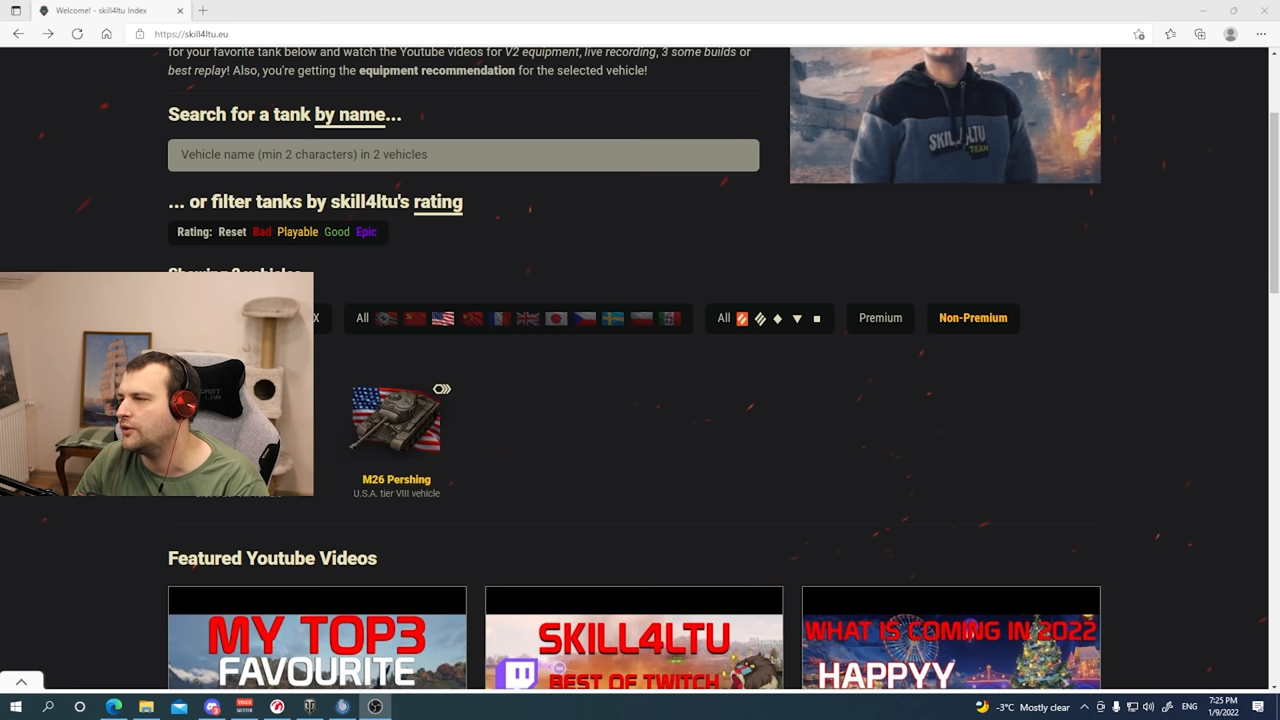 Welcome! - skill4ltu Index
https://skill4ltu.eu
for your favorite tank below and watch the Youtube videos for V2 equipment, live recording, 3 some builds or
best replay! Also, you're getting the equipment recommendation for the selected vehicle!
Search for a tank by name...
Vehicle name (min 2 characters) in 2 vehicles
SKILL4LTU
TEAM
... or filter tanks by skill4ltu's rating
Rating: Reset Bad Playable Good Epic
X
All
All
Premium
Non-Premium
M26 Pershing
U.S.A. tier VIII vehicle
Featured Youtube Videos
MY TOP3
FAVOURITE
SKILL4LTU
BEST OF TWITCH
WHAT IS COMING IN 2022
HAPPYY
-3°C Mostly clear
ENG
7:25 PM
1/9/2022